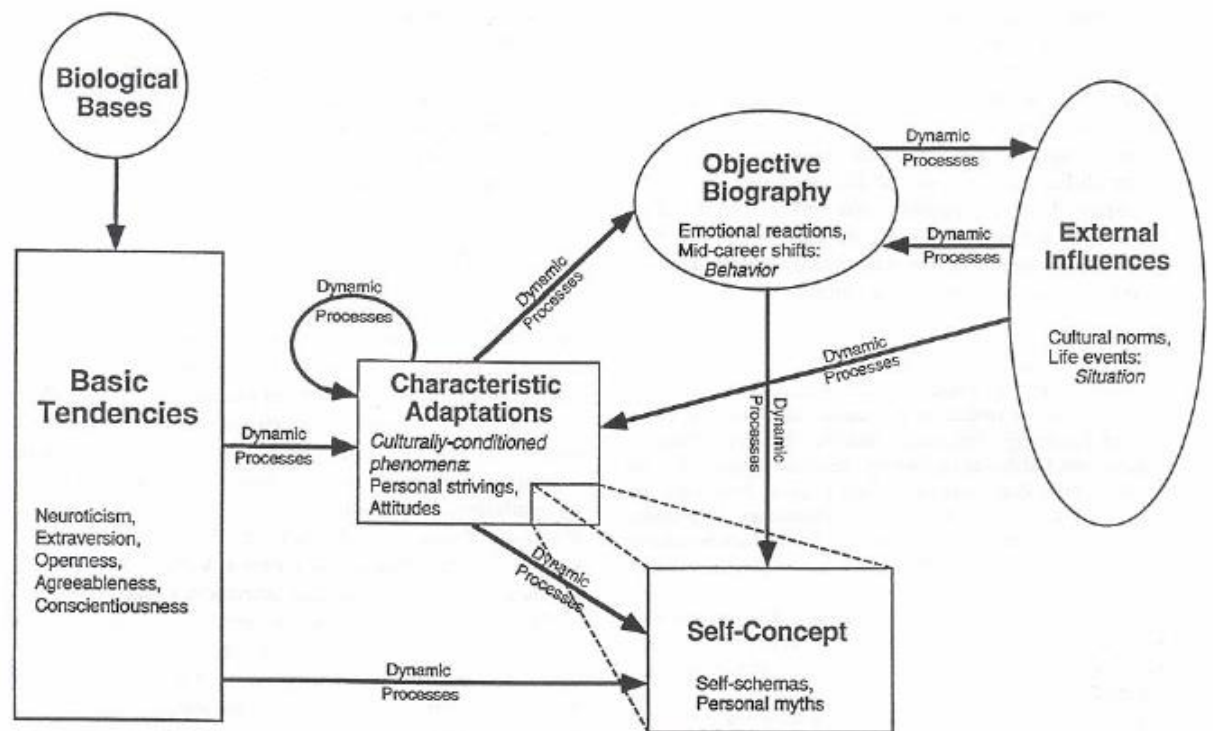 Biological
Bases
Basic
Tendencies
Neuroticism,
Extraversion,
Openness,
Agreeableness,
Conscientiousness
Dynamic
Processes
Dynamic
Processes
Characteristic
Adaptations
Culturally-conditioned
phenomena:
Personal strivings,
Attitudes
Dynamic
Processes
Objective
Biography
Emotional reactions,
Mid-career shifts:
Behavior
Dynamic
Processes
Dynamic
Processes
External
Influences
Cultural norms,
Life events:
Situation
Dynamic
Processes
Dynamic
Processes
Dynamic
Processes
Dynamic
Processes
Self-Concept
Self-schemas,
Personal myths